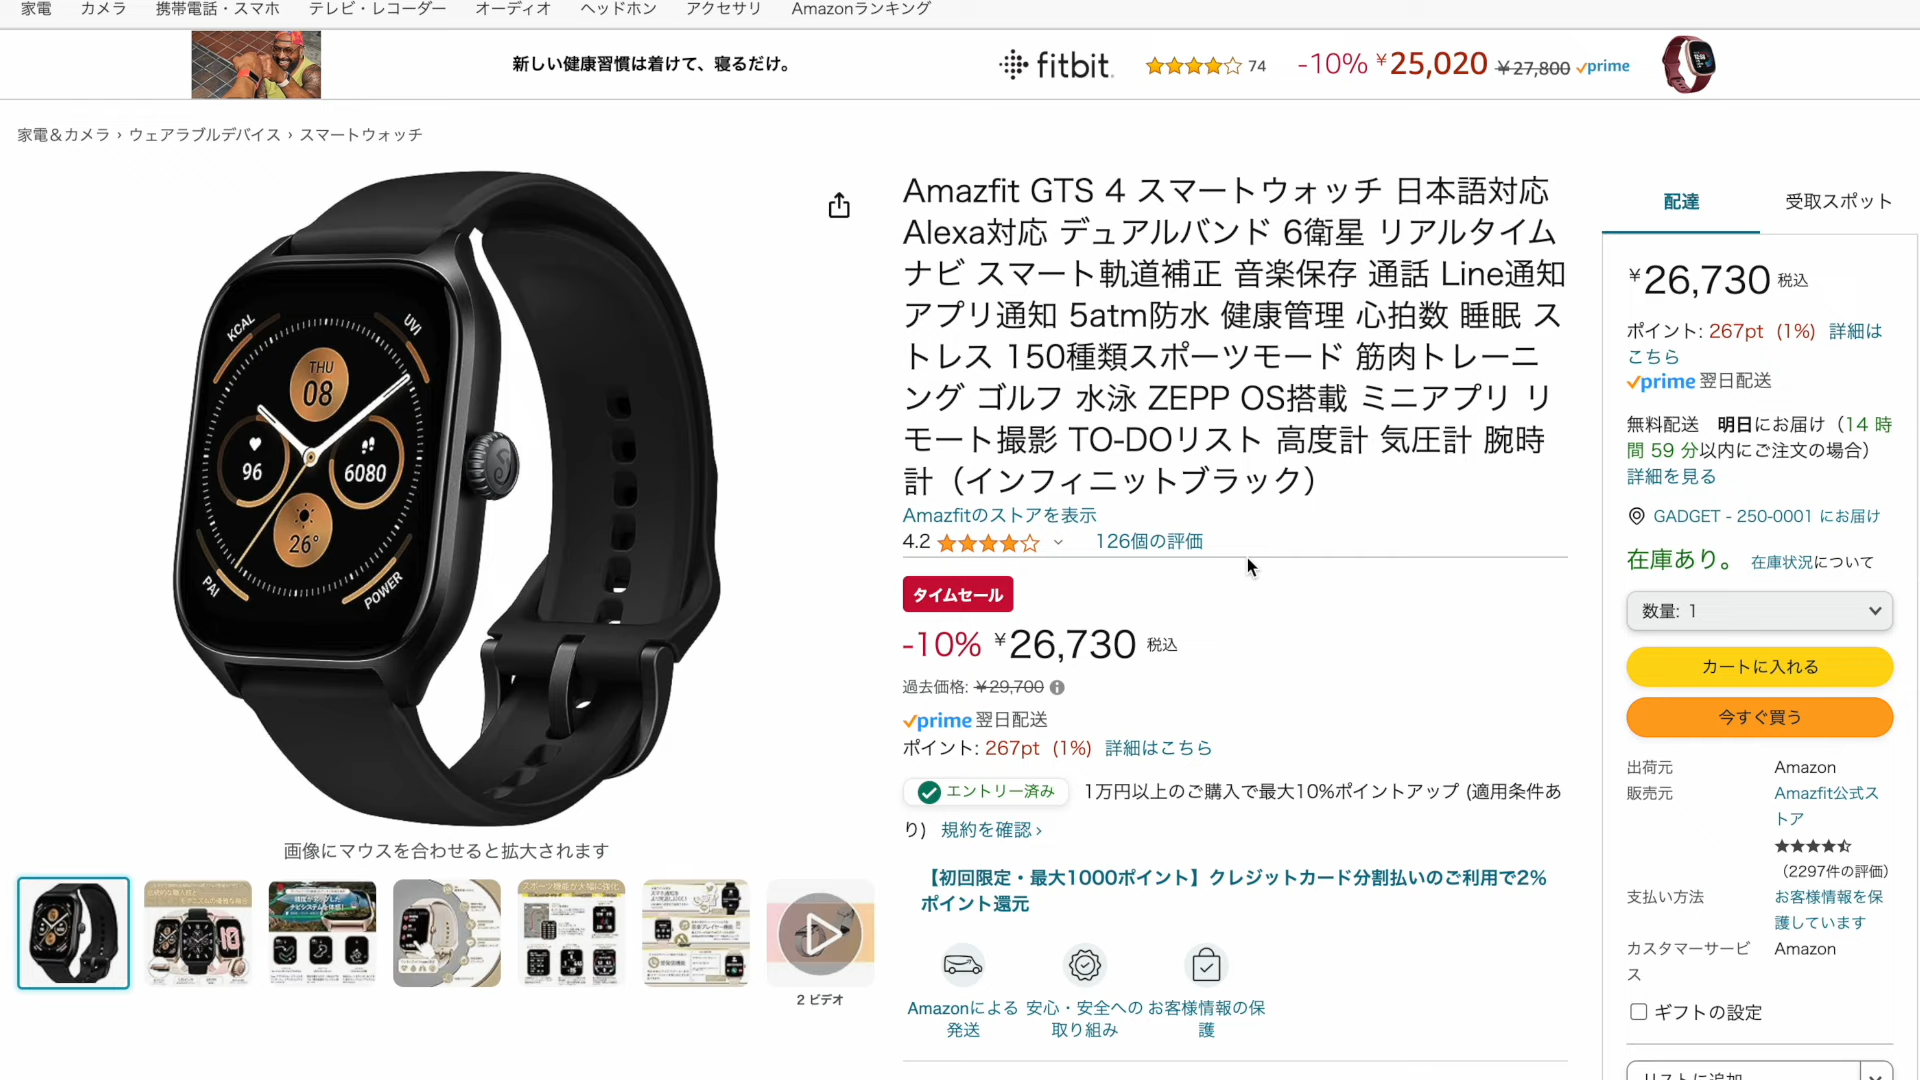 家電 カメラ 携帯電話・スマホ テレビ・レコーダー オーディオ ヘッドホン アクセサリ Amazonランキング
新しい健康習慣は着けて、寝るだけ。 fitbit. 74 -10% ¥25,020 ¥27,800 prime
家電&カメラ › ウェアラブルデバイス › スマートウォッチ
Amazfit GTS 4 スマートウォッチ 日本語対応
Alexa対応 デュアルバンド 6衛星 リアルタイム
ナビ スマート軌道補正 音楽保存 通話 Line通知
アプリ通知 5atm防水 健康管理 心拍数 睡眠 ス
トレス 150種類スポーツモード 筋肉トレーニ
ング ゴルフ 水泳 ZEPP OS搭載 ミニアプリ リ
モート撮影 TO-DOリスト 高度計 気圧計 腕時
計（インフィニットブラック）
Amazfitのストアを表示
4.2 126個の評価
タイムセール
-10% ¥26,730 税込
過去価格: ¥29,700
prime 翌日配送
ポイント: 267pt (1%) 詳細はこちら
エントリー済み 1万円以上のご購入で最大10%ポイントアップ (適用条件あ
り) 規約を確認 ›
【初回限定・最大1000ポイント】クレジットカード分割払いのご利用で2%
ポイント還元
Amazonによる
発送
安心・安全への
取り組み
お客様情報の保
護
KCAL
UVI
THU
08
96
6080
26°
PAI
POWER
画像にマウスを合わせると拡大されます
スポーツ機能が大幅に強化
2 ビデオ
配達 受取スポット
¥26,730 税込
ポイント: 267pt (1%) 詳細は
こちら
prime 翌日配送
無料配送 明日にお届け（14 時
間 59 分以内にご注文の場合）
詳細を見る
GADGET - 250-0001 にお届け
在庫あり。 在庫状況について
数量: 1
カートに入れる
今すぐ買う
出荷元 Amazon
販売元 Amazfit公式ス
トア
（2297件の評価）
支払い方法 お客様情報を保
護しています
カスタマーサービ Amazon
ス
ギフトの設定
リストに追加